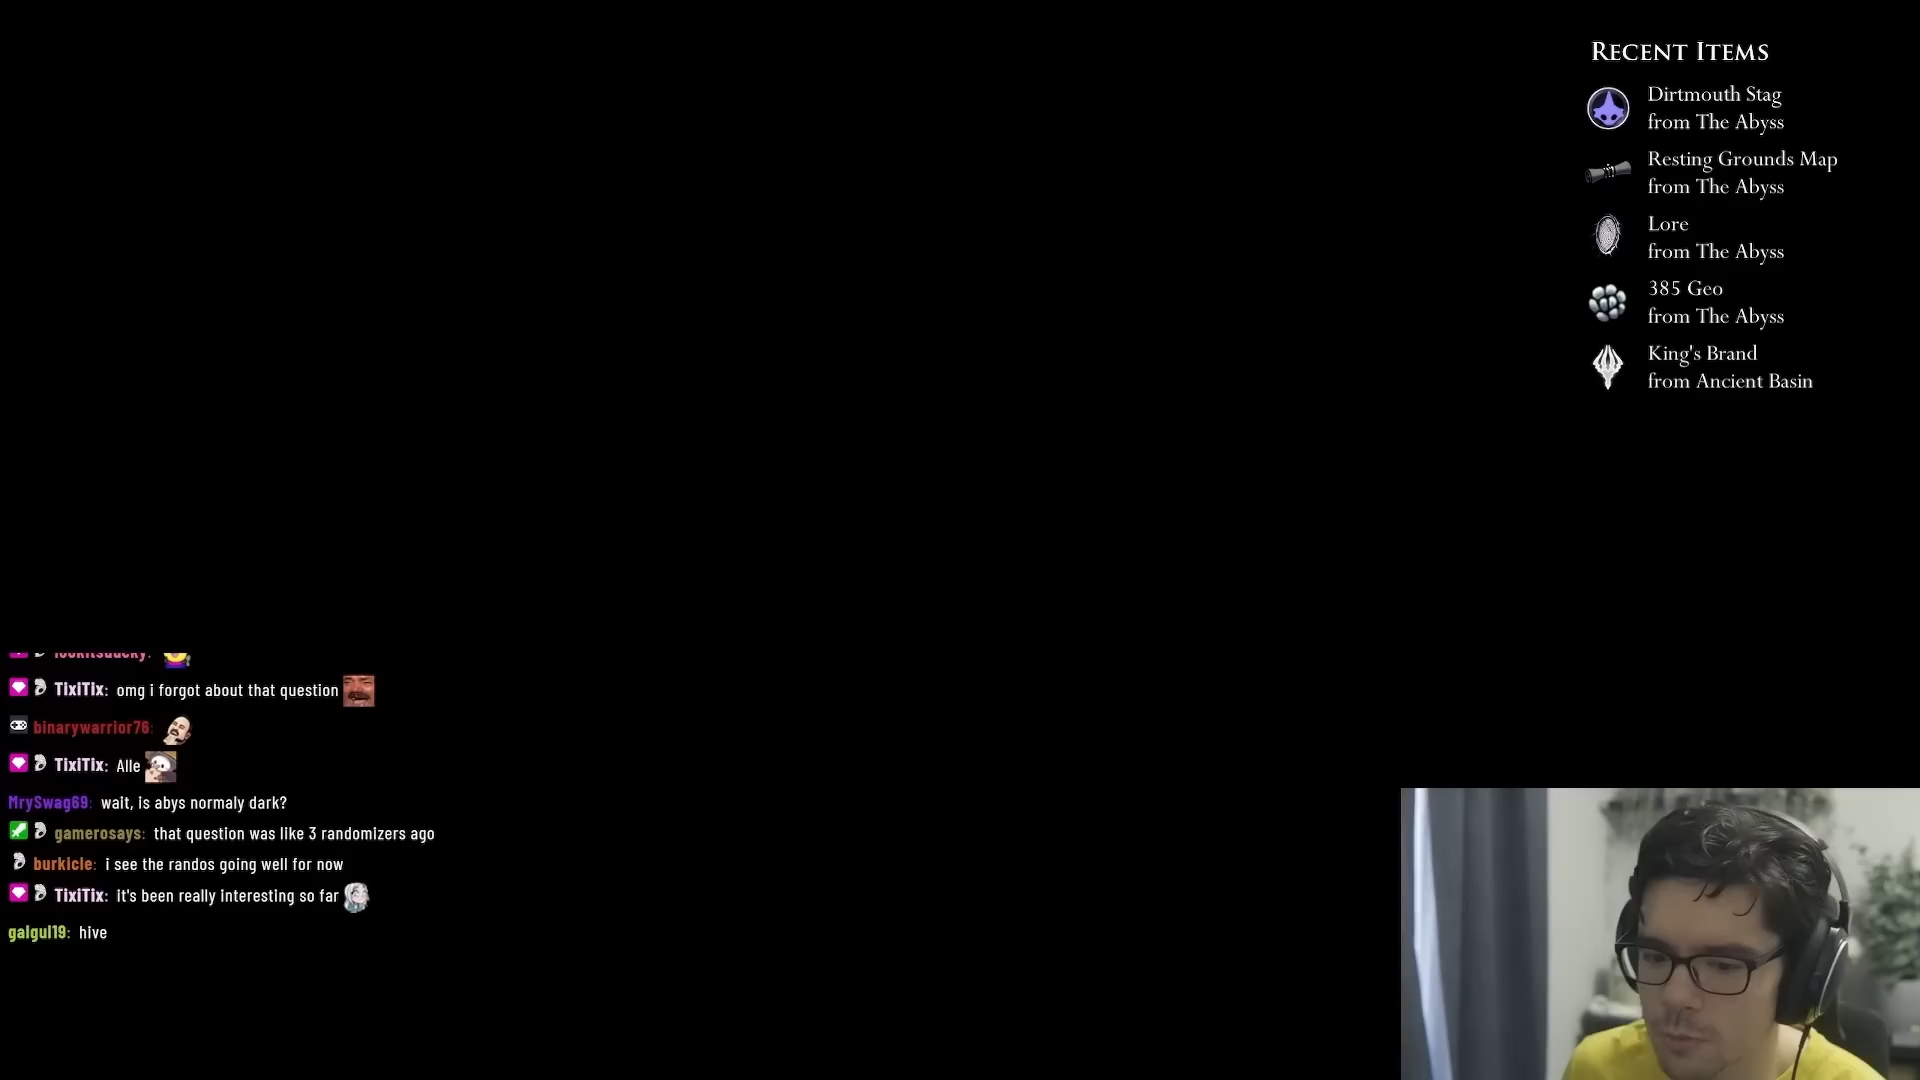 RECENT ITEMS
Dirtmouth Stag
from The Abyss
Resting Grounds Map
from The Abyss
Lore
from The Abyss
385 Geo
from The Abyss
King's Brand
from Ancient Basin
TixiTix: omg i forgot about that question
binarywarrior76:
TixiTix: Alle
MrySwag69: wait, is abys normaly dark?
gamerosays: that question was like 3 randomizers ago
burkicle: i see the randos going well for now
TixiTix: it's been really interesting so far
galgul19: hive